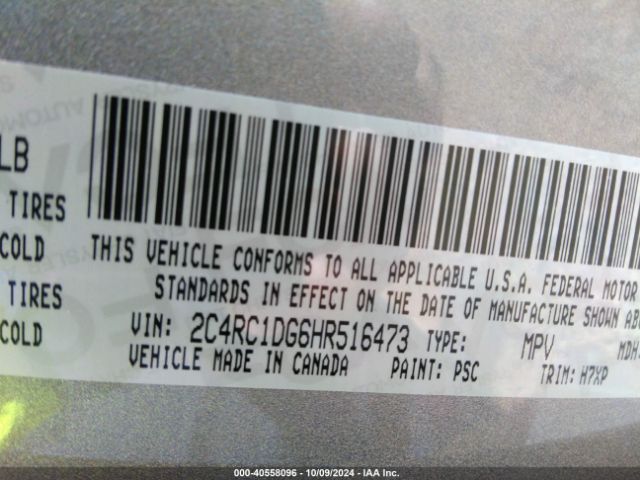 LB
TIRES
COLD
TIRES
COLD
THIS VEHICLE CONFORMS TO ALL APPLICABLE U.S.A. FEDERAL MOTOR
STANDARDS IN EFFECT ON THE DATE OF MANUFACTURE SHOWN AB
VIN: 2C4RC1DG6HR516473 TYPE: MPV MDH
VEHICLE MADE IN CANADA PAINT: PSC TRIM: H7XP
000-40558096 - 10/09/2024 - IAA Inc.